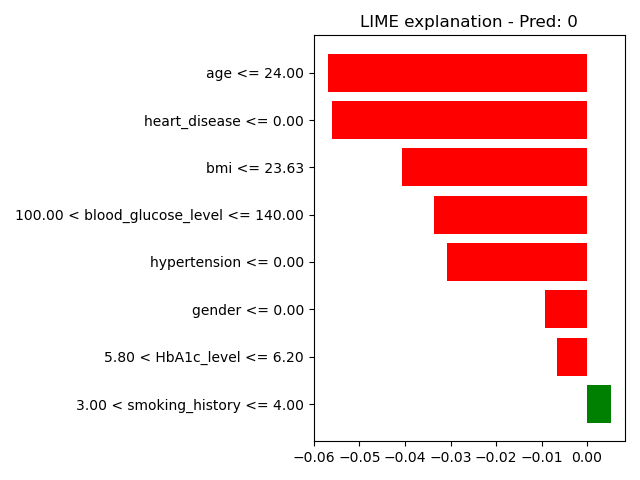 LIME explanation - Pred: 0
age <= 24.00
heart_disease <= 0.00
bmi <= 23.63
100.00 < blood_glucose_level <= 140.00
hypertension <= 0.00
gender <= 0.00
5.80 < HbA1c_level <= 6.20
3.00 < smoking_history <= 4.00
−0.06 −0.05 −0.04 −0.03 −0.02 −0.01 0.00